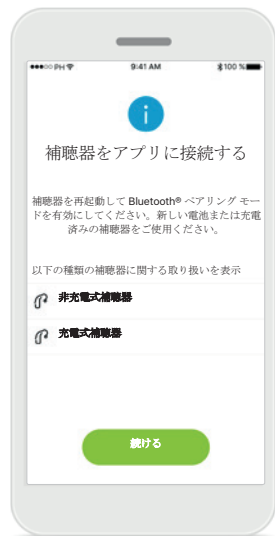 ●●●○○ PH 9:41 AM 100 %
i
補聴器をアプリに接続する
補聴器を再起動して Bluetooth® ペアリング モー
ドを有効にしてください。新しい電池または充電
済みの補聴器をご使用ください。
以下の種類の補聴器に関する取り扱いを表示
非充電式補聴器
充電式補聴器
続ける